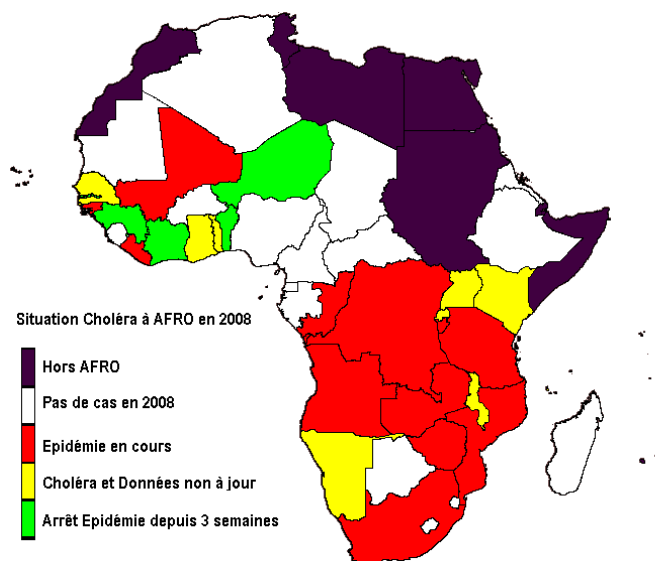 Situation Choléra à AFRO en 2008
Hors AFRO
Pas de cas en 2008
Epidémie en cours
Choléra et Données non à jour
Arrêt Epidémie depuis 3 semaines